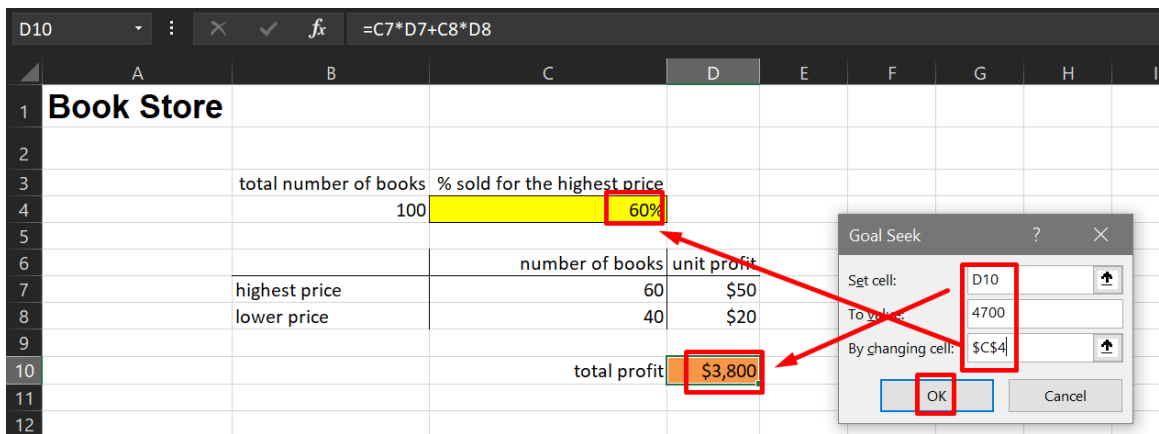 D10 fx =C7*D7+C8*D8
A B C D E F G H I
1 Book Store
2
3 total number of books % sold for the highest price
4 100 60%
5
6 number of books unit profit
7 highest price 60 $50
8 lower price 40 $20
9
10 total profit $3,800
11
12
Goal Seek ? ×
Set cell: D10
To value: 4700
By changing cell: $C$4
OK Cancel